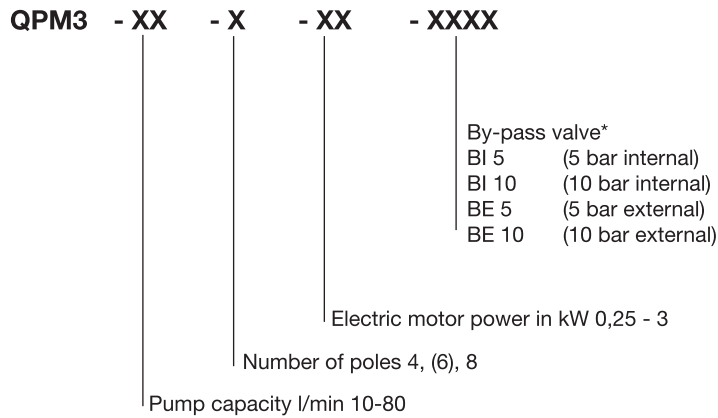 QPM3 - XX - X - XX - XXXX
By-pass valve*
BI 5 (5 bar internal)
BI 10 (10 bar internal)
BE 5 (5 bar external)
BE 10 (10 bar external)
Electric motor power in kW 0,25 - 3
Number of poles 4, (6), 8
Pump capacity l/min 10-80